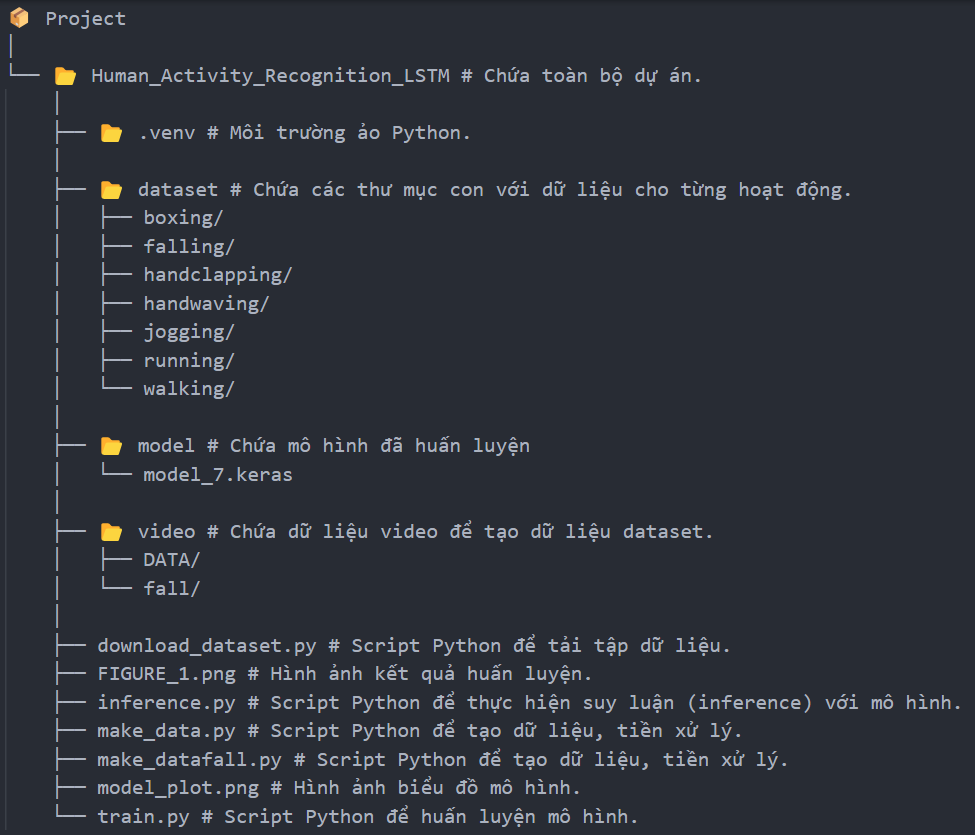 Project
Human_Activity_Recognition_LSTM # Chứa toàn bộ dự án.
.venv # Môi trường ảo Python.
dataset # Chứa các thư mục con với dữ liệu cho từng hoạt động.
boxing/
falling/
handclapping/
handwaving/
jogging/
running/
walking/
model # Chứa mô hình đã huấn luyện
model_7.keras
video # Chứa dữ liệu video để tạo dữ liệu dataset.
DATA/
fall/
download_dataset.py # Script Python để tải tập dữ liệu.
FIGURE_1.png # Hình ảnh kết quả huấn luyện.
inference.py # Script Python để thực hiện suy luận (inference) với mô hình.
make_data.py # Script Python để tạo dữ liệu, tiền xử lý.
make_datafall.py # Script Python để tạo dữ liệu, tiền xử lý.
model_plot.png # Hình ảnh biểu đồ mô hình.
train.py # Script Python để huấn luyện mô hình.